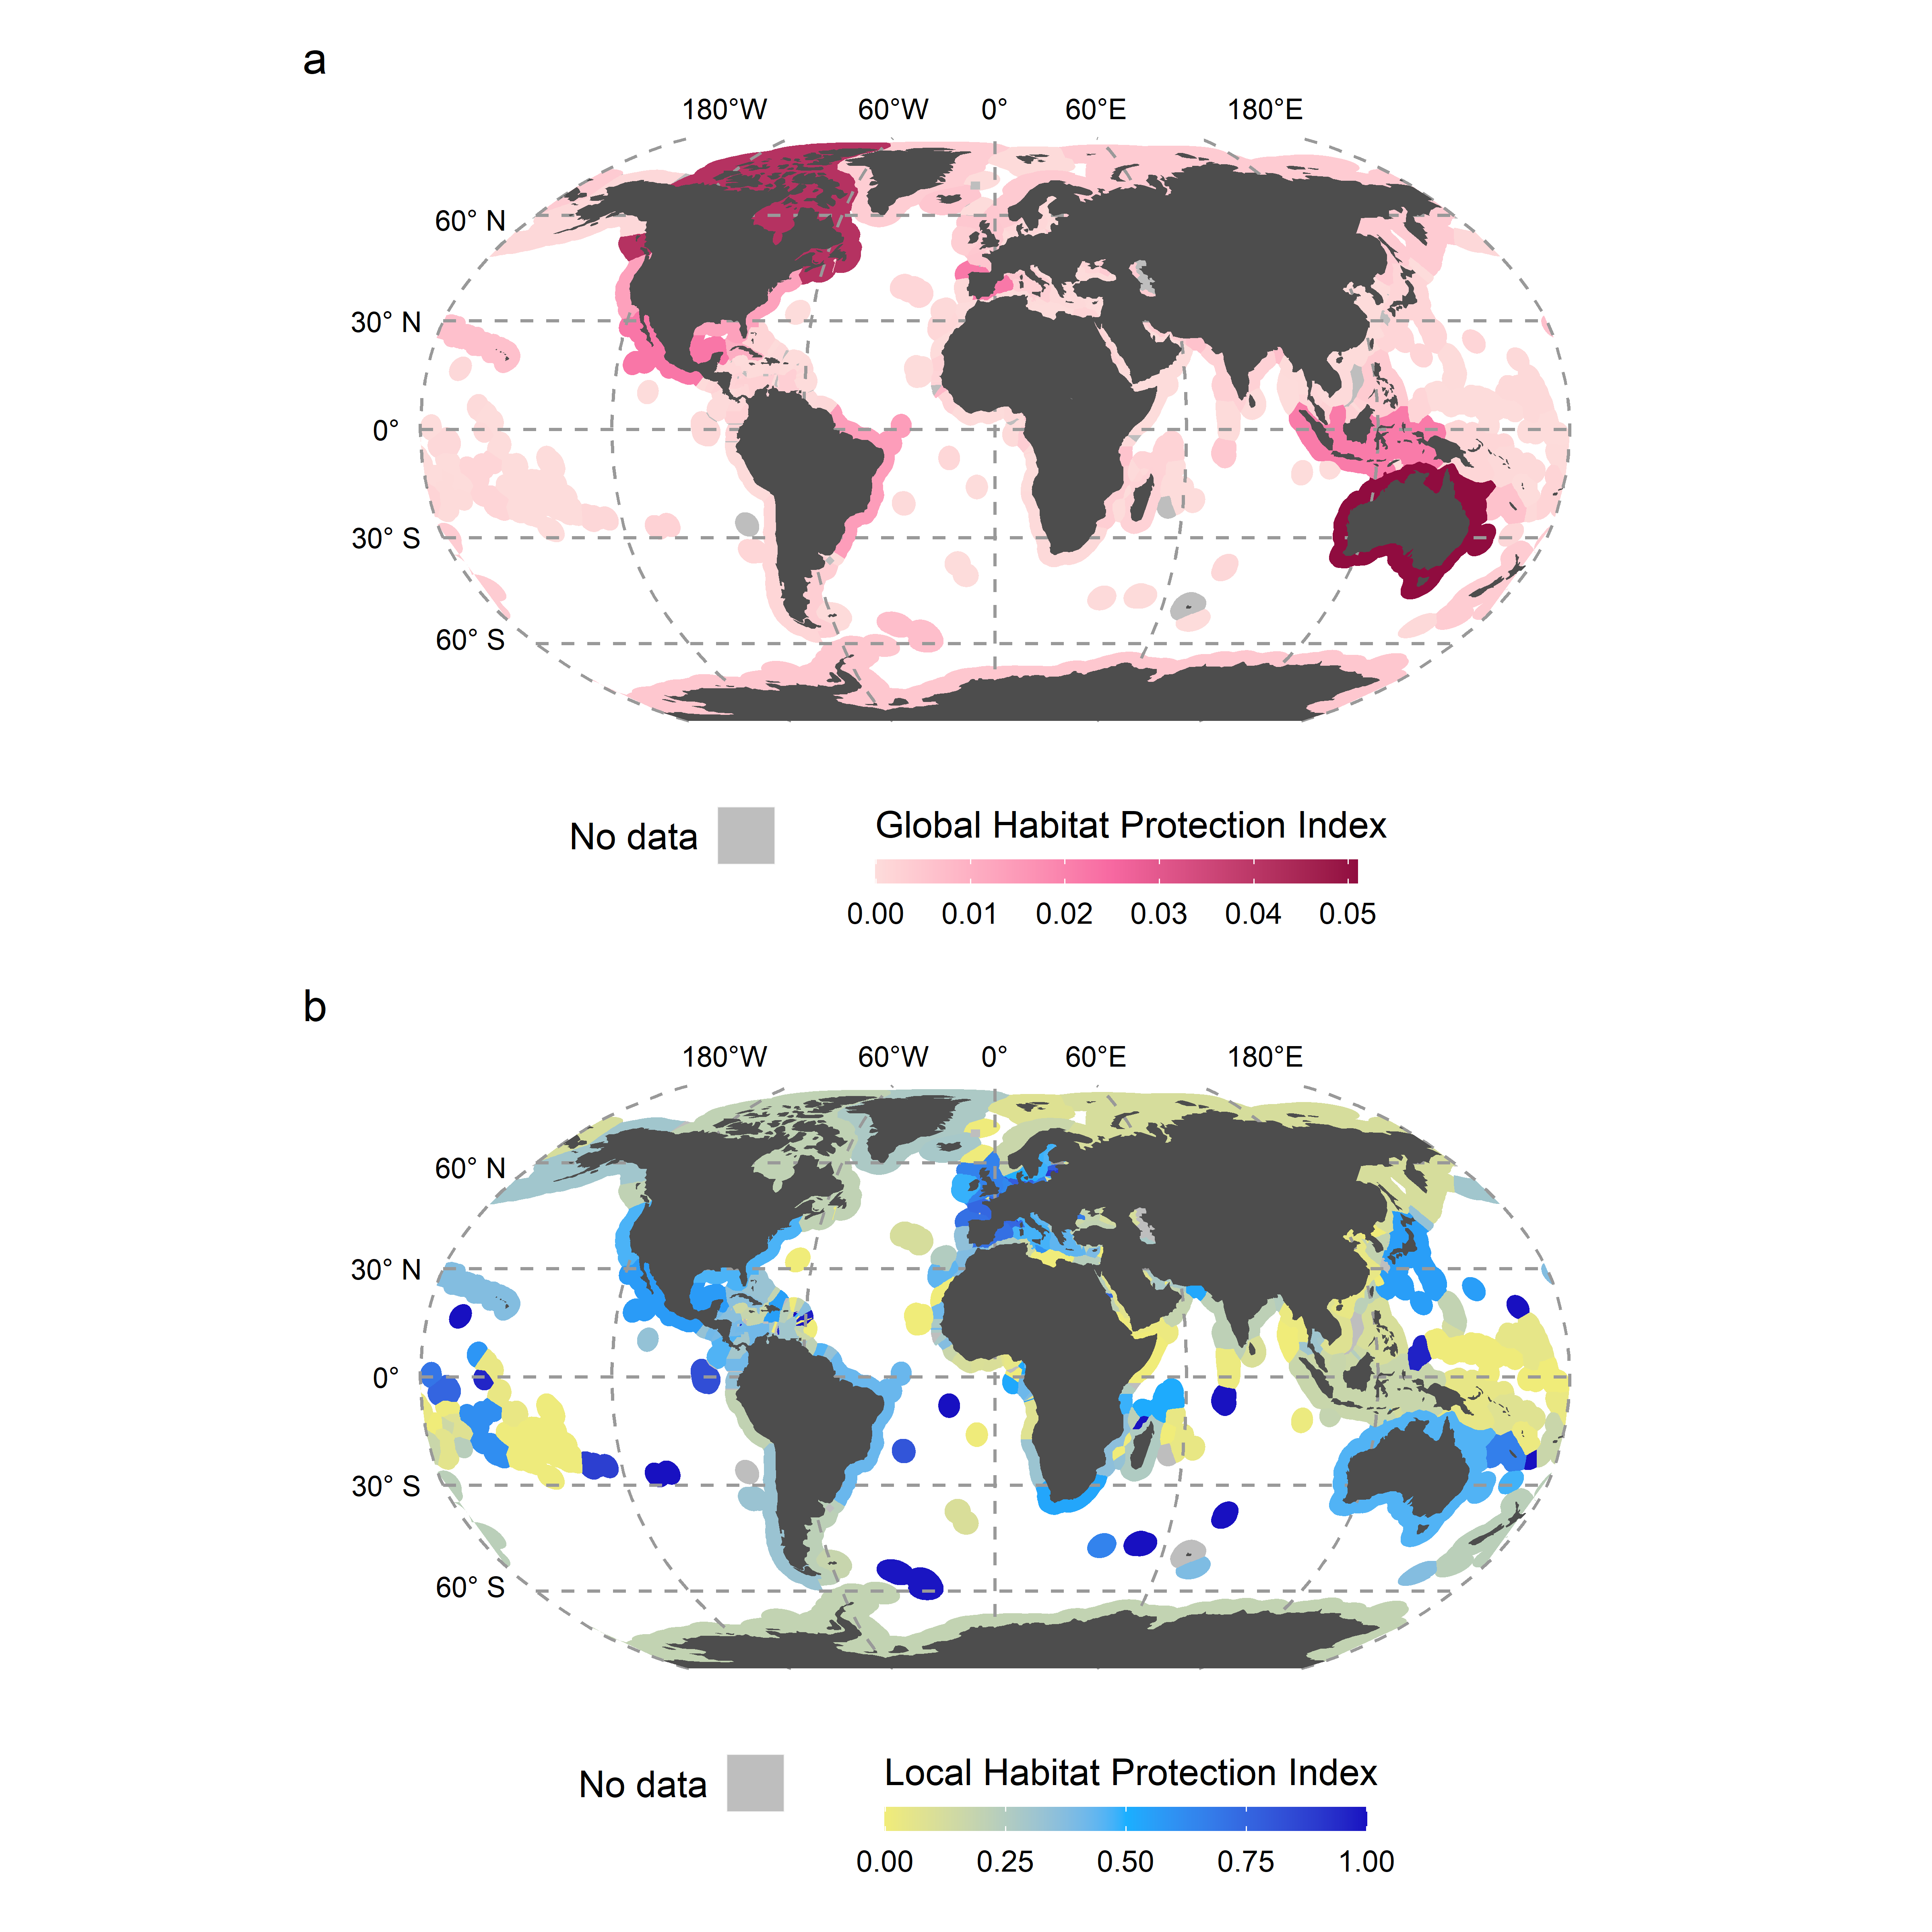 a
180°W 60°W 0° 60°E 180°E
60° N
30° N
0°
30° S
60° S
No data
Global Habitat Protection Index
0.00 0.01 0.02 0.03 0.04 0.05
b
180°W 60°W 0° 60°E 180°E
60° N
30° N
0°
30° S
60° S
No data
Local Habitat Protection Index
0.00 0.25 0.50 0.75 1.00